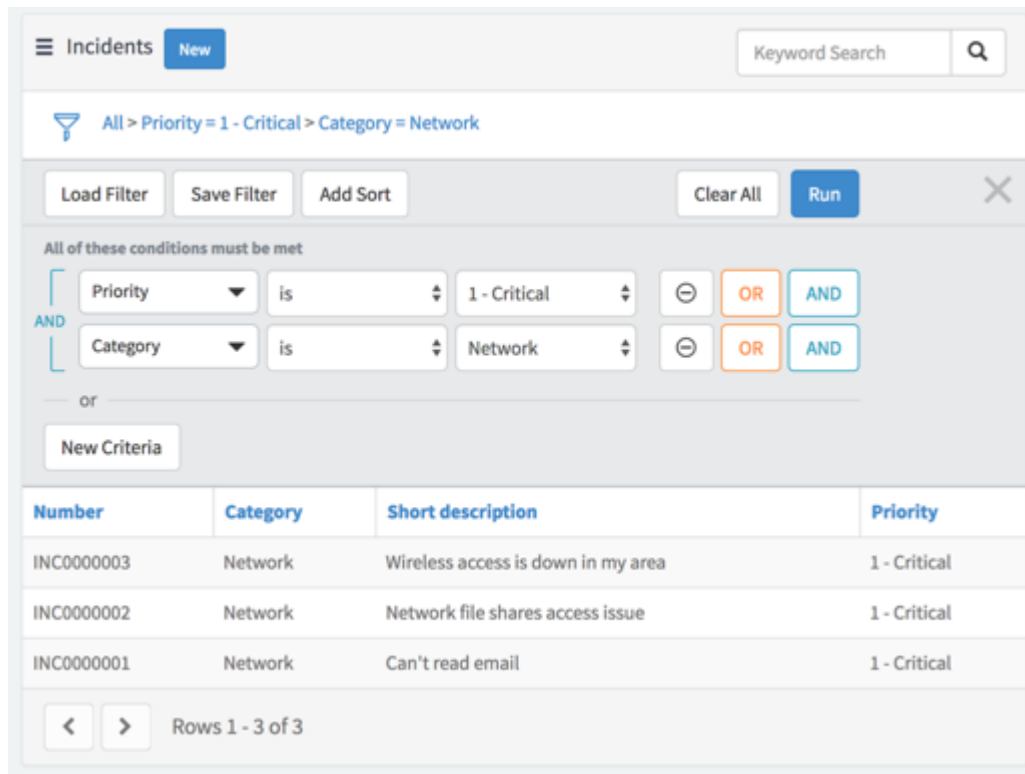 Incidents New Keyword Search
All > Priority = 1 - Critical > Category = Network
Load Filter Save Filter Add Sort Clear All Run
All of these conditions must be met
Priority is 1 - Critical OR AND
AND
Category is Network OR AND
or
New Criteria
Number Category Short description Priority
INC0000003 Network Wireless access is down in my area 1 - Critical
INC0000002 Network Network file shares access issue 1 - Critical
INC0000001 Network Can't read email 1 - Critical
Rows 1 - 3 of 3